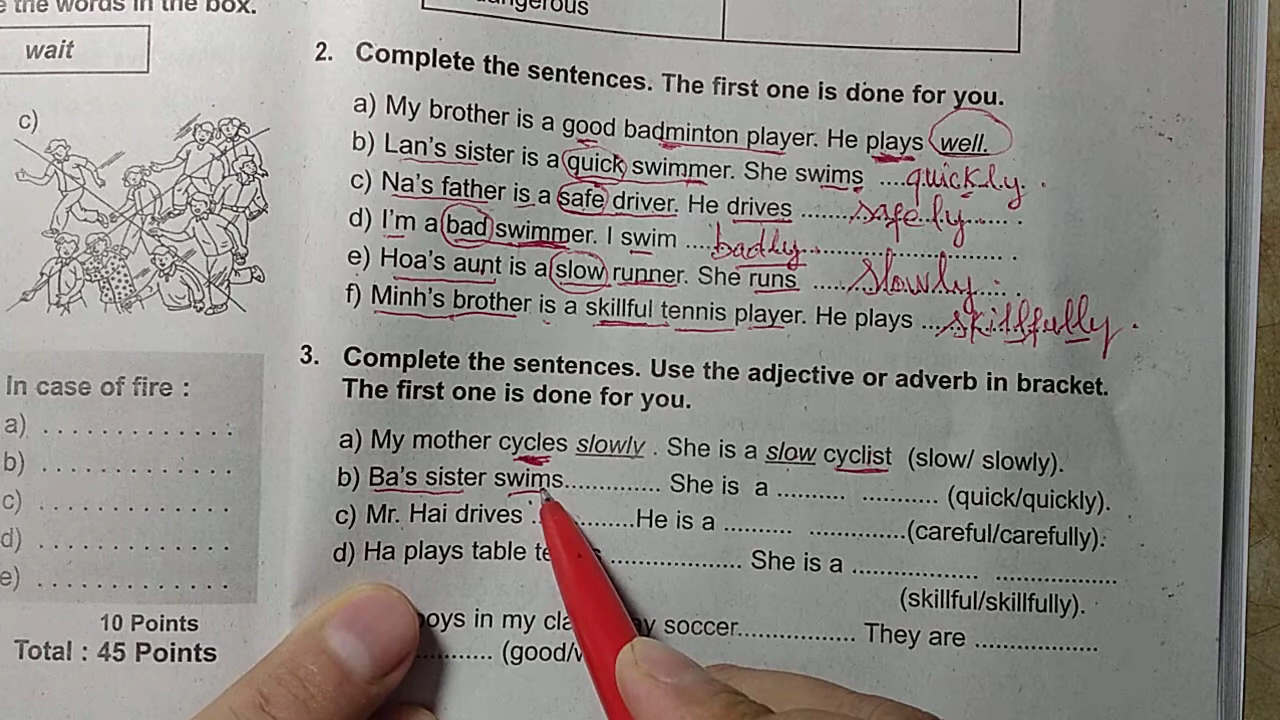 the words in the box.
wait
dangerous
c)
2. Complete the sentences. The first one is done for you.
a) My brother is a good badminton player. He plays well.
b) Lan's sister is a quick swimmer. She swims ....quickly.
c) Na's father is a safe driver. He drives ........safely......
d) I'm a bad swimmer. I swim ....badly............................ .
e) Hoa's aunt is a slow runner. She runs .....slowly.... .
f) Minh's brother is a skillful tennis player. He plays ...skillfully.
3. Complete the sentences. Use the adjective or adverb in bracket.
The first one is done for you.
a) My mother cycles slowly . She is a slow cyclist (slow/ slowly).
b) Ba's sister swims.............. She is a .......... ........... (quick/quickly).
c) Mr. Hai drives ..........He is a .......... ..............(careful/carefully).
d) Ha plays table ................... She is a .................. .................
(skillful/skillfully).
boys in my soccer................. They are .................
........... (good/
In case of fire :
a) .............
b) .............
c) .............
d) .............
e) .............
10 Points
Total : 45 Points